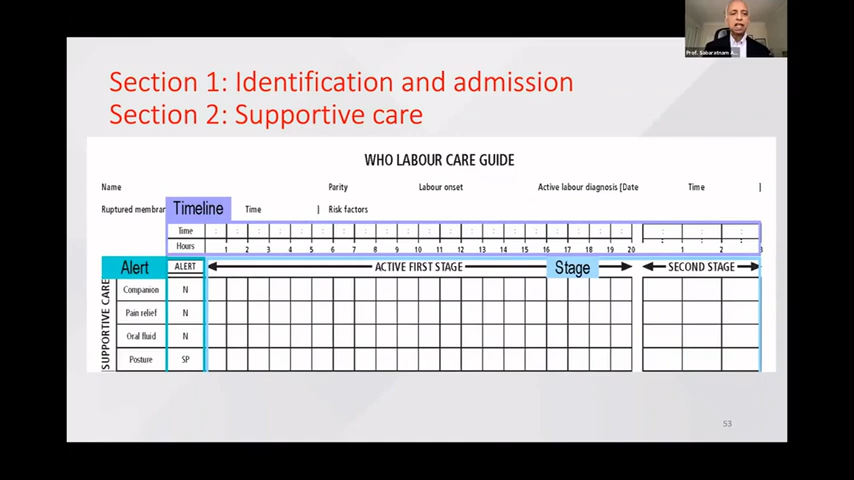 Prof. Sabaratnam A...
Section 1: Identification and admission
Section 2: Supportive care
WHO LABOUR CARE GUIDE
Name Parity Labour onset Active labour diagnosis [Date Time ]
Ruptured membran Timeline Time ] Risk factors
Time : : : : : : : : : : : : : : : : : : : : : : :
Hours 1 2 3 4 5 6 7 8 9 10 11 12 13 14 15 16 17 18 19 20 1 2 3
Alert ALERT ACTIVE FIRST STAGE Stage SECOND STAGE
SUPPORTIVE CARE
Companion N
Pain relief N
Oral fluid N
Posture SP
53